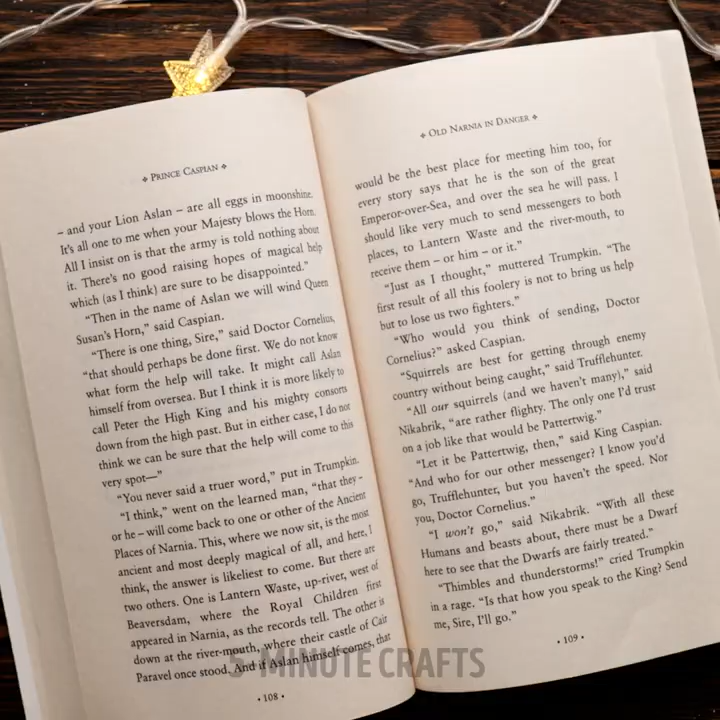 ❖ PRINCE CASPIAN ❖
– and your Lion Aslan – are all eggs in moonshine.
It's all one to me when your Majesty blows the Horn.
All I insist on is that the army is told nothing about
it. There's no good raising hopes of magical help
which (as I think) are sure to be disappointed.”
“Then in the name of Aslan we will wind Queen
Susan's Horn,” said Caspian.
“There is one thing, Sire,” said Doctor Cornelius,
“that should perhaps be done first. We do not know
what form the help will take. It might call Aslan
himself from oversea. But I think it is more likely to
call Peter the High King and his mighty consorts
down from the high past. But in either case, I do not
think we can be sure that the help will come to this
very spot—”
“You never said a truer word,” put in Trumpkin.
“I think,” went on the learned man, “that they –
or he – will come back to one or other of the Ancient
Places of Narnia. This, where we now sit, is the most
ancient and most deeply magical of all, and here, I
think, the answer is likeliest to come. But there are
two others. One is Lantern Waste, up-river, west of
Beaversdam, where the Royal Children first
appeared in Narnia, as the records tell. The other is
down at the river-mouth, where their castle of Cair
Paravel once stood. And if Aslan himself comes, that
• 108 •
❖ OLD NARNIA IN DANGER ❖
would be the best place for meeting him too, for
every story says that he is the son of the great
Emperor-over-Sea, and over the sea he will pass. I
should like very much to send messengers to both
places, to Lantern Waste and the river-mouth, to
receive them – or him – or it.”
“Just as I thought,” muttered Trumpkin. “The
first result of all this foolery is not to bring us help
but to lose us two fighters.”
“Who would you think of sending, Doctor
Cornelius?” asked Caspian.
“Squirrels are best for getting through enemy
country without being caught,” said Trufflehunter.
“All our squirrels (and we haven't many),” said
Nikabrik, “are rather flighty. The only one I'd trust
on a job like that would be Pattertwig.”
“Let it be Pattertwig, then,” said King Caspian.
“And who for our other messenger? I know you'd
go, Trufflehunter, but you haven't the speed. Nor
you, Doctor Cornelius.”
“I won't go,” said Nikabrik. “With all these
Humans and beasts about, there must be a Dwarf
here to see that the Dwarfs are fairly treated.”
“Thimbles and thunderstorms!” cried Trumpkin
in a rage. “Is that how you speak to the King? Send
me, Sire, I'll go.”
• 109 •
5-MINUTE CRAFTS